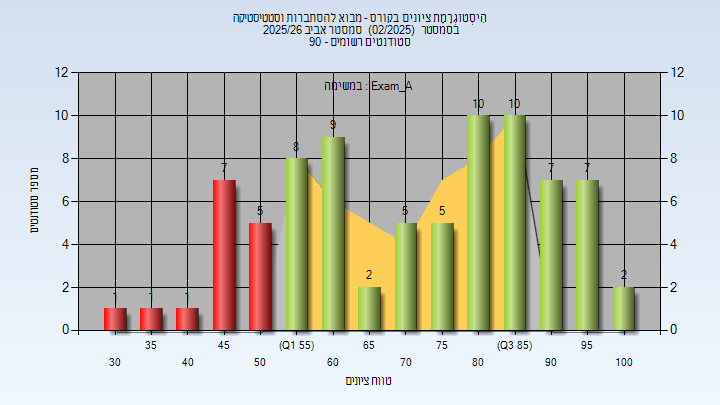 הִיסטוֹגרָמַת ציונים בקורס - מבוא להסתברות וסטטיסטיקה
בסמסטר (02/2025) סמסטר אביב 2025/26
סטודנטים רשומים - 90
במשימה : Exam_A
מספר סטודנטים
12 12
10 10
8 8
6 6
4 4
2 2
0 0
1 1 1 7 5 8 9 2 5 5 10 10 7 7 2
35 45 (Q1 55) 65 75 (Q3 85) 95
30 40 50 60 70 80 90 100
טווח ציונים